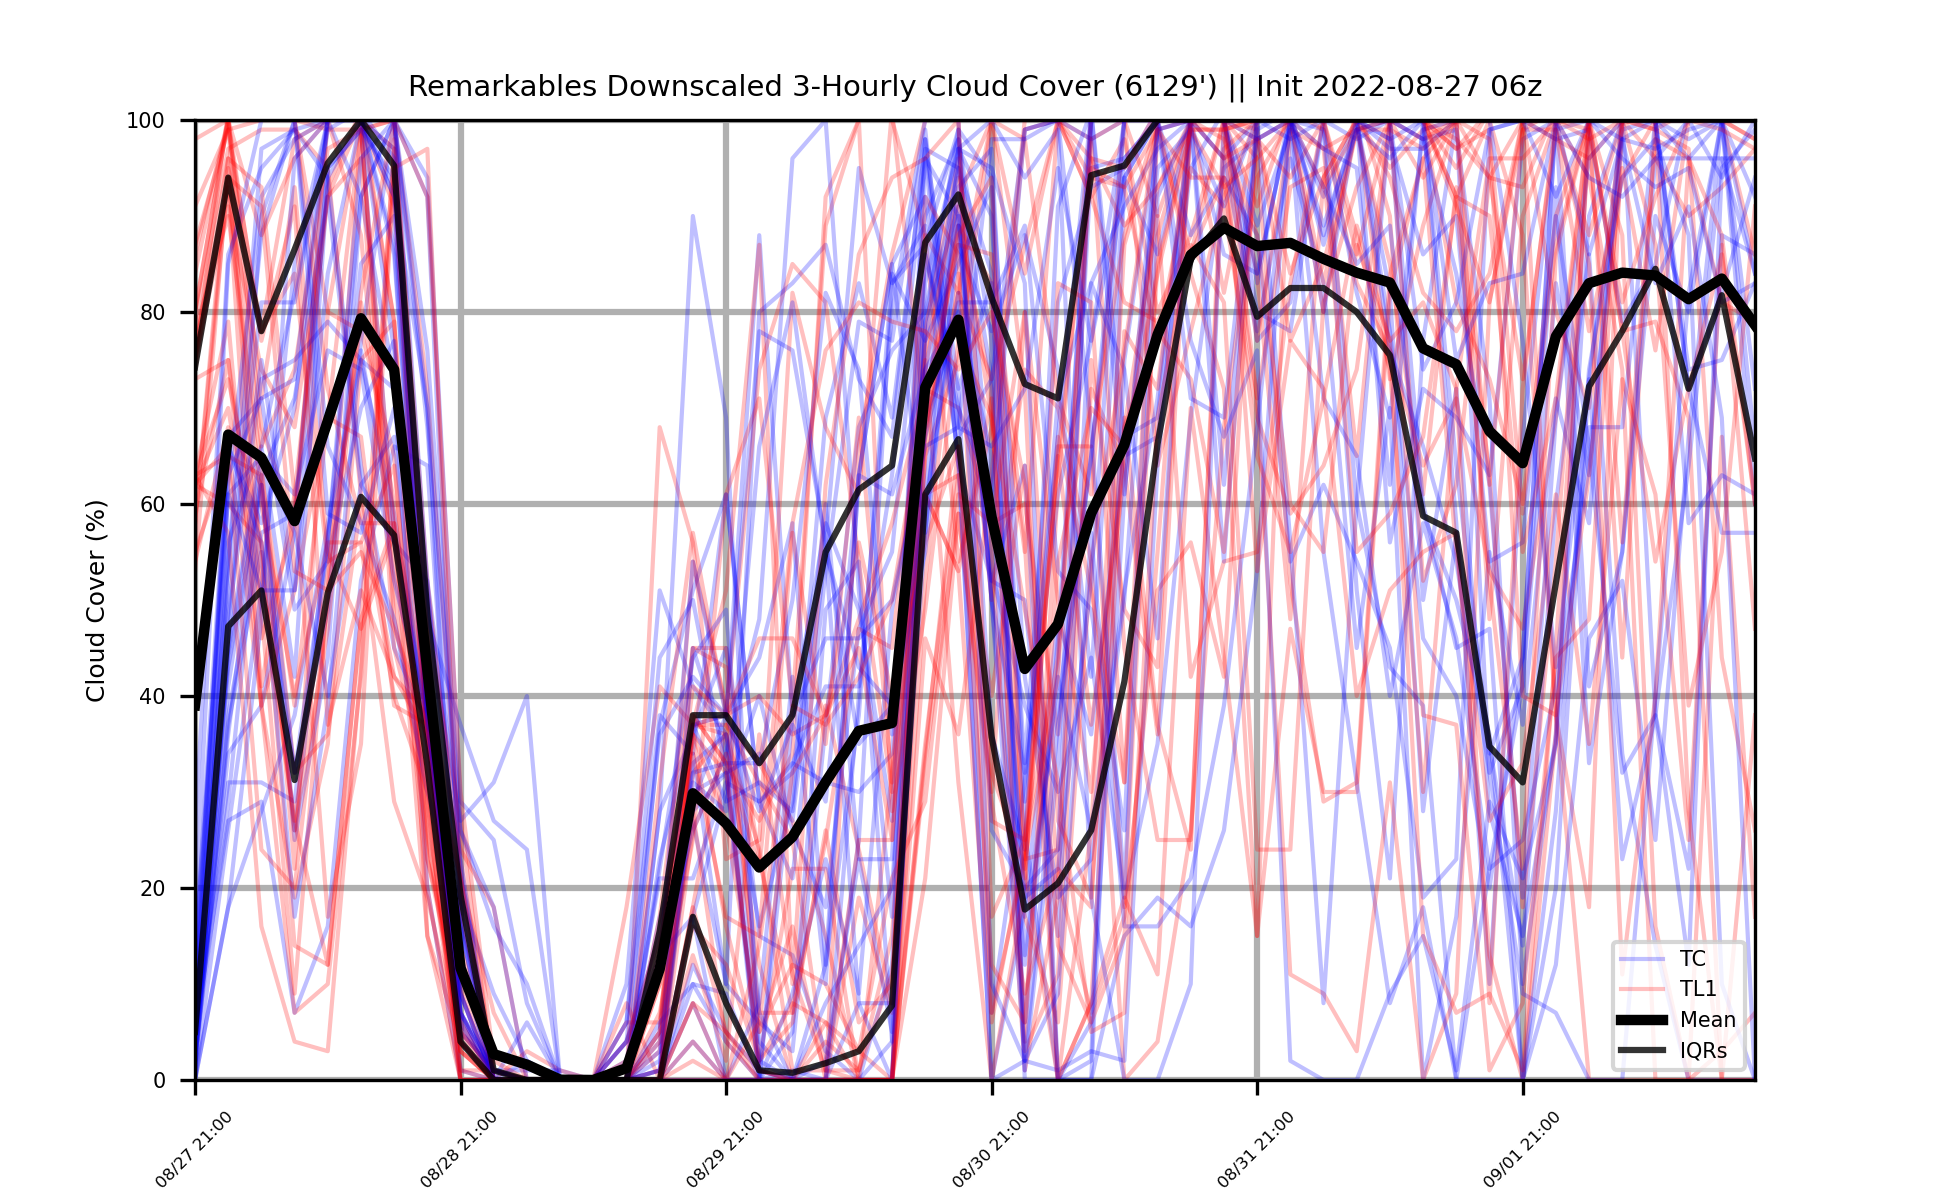 Remarkables Downscaled 3-Hourly Cloud Cover (6129') || Init 2022-08-27 06z
Cloud Cover (%)
100
80
60
40
20
0
TC
TL1
Mean
IQRs
08/27 21:00
08/28 21:00
08/29 21:00
08/30 21:00
08/31 21:00
09/01 21:00